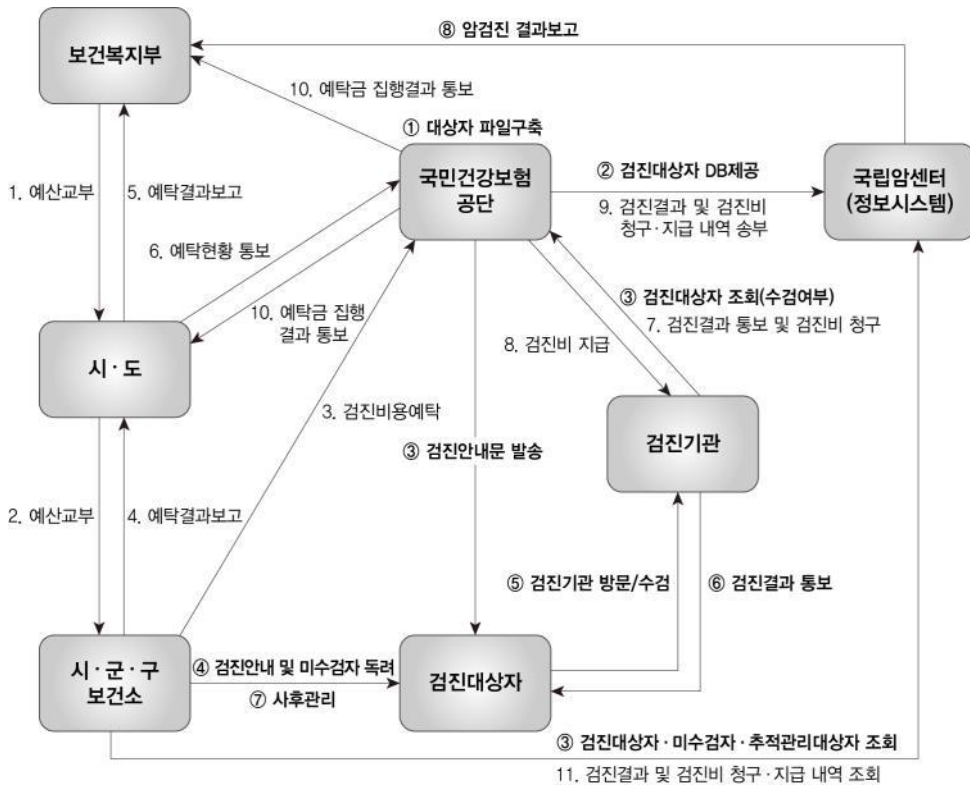 ⑧ 암검진 결과보고
보건복지부
10. 예탁금 집행결과 통보
① 대상자 파일구축
국민건강보험
공단
② 검진대상자 DB제공
9. 검진결과 및 검진비
청구·지급 내역 송부
국립암센터
(정보시스템)
1. 예산교부
5. 예탁결과보고
6. 예탁현황 통보
10. 예탁금 집행
결과 통보
③ 검진대상자 조회(수검여부)
7. 검진결과 통보 및 검진비 청구
8. 검진비 지급
시·도
3. 검진비용예탁
검진기관
③ 검진안내문 발송
2. 예산교부
4. 예탁결과보고
⑤ 검진기관 방문/수검
⑥ 검진결과 통보
시·군·구
보건소
④ 검진안내 및 미수검자 독려
⑦ 사후관리
검진대상자
③ 검진대상자·미수검자·추적관리대상자 조회
11. 검진결과 및 검진비 청구·지급 내역 조회